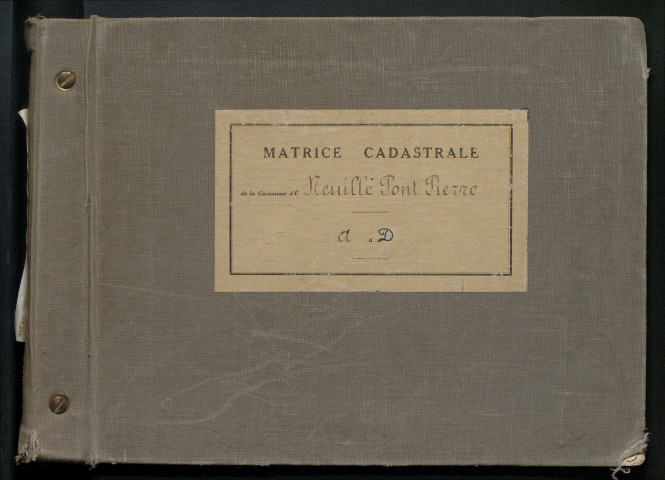 MATRICE CADASTRALE
de la Commune de Neuillé Pont Pierre
A à D